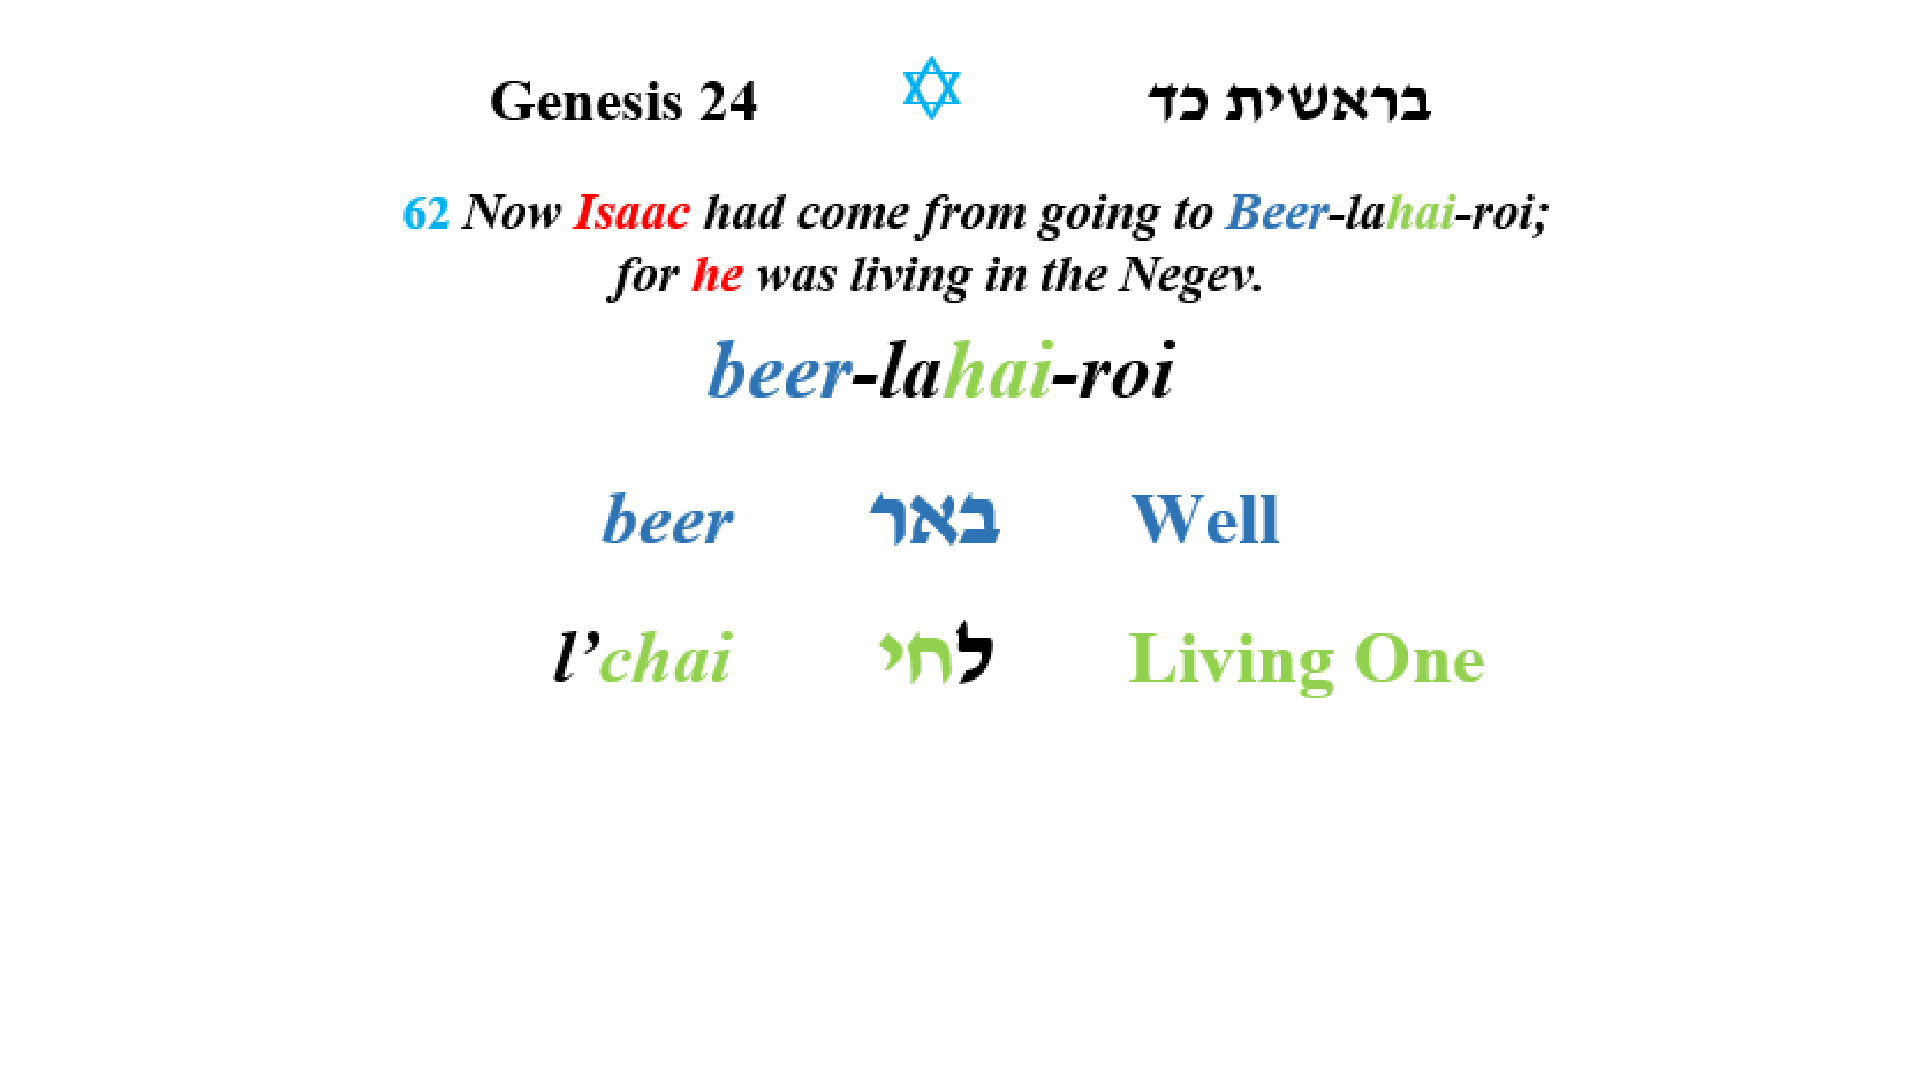 Genesis 24 ✡ בראשית כד
62 Now Isaac had come from going to Beer-lahai-roi;
for he was living in the Negev.
beer-lahai-roi
beer באר Well
l’chai לחי Living One